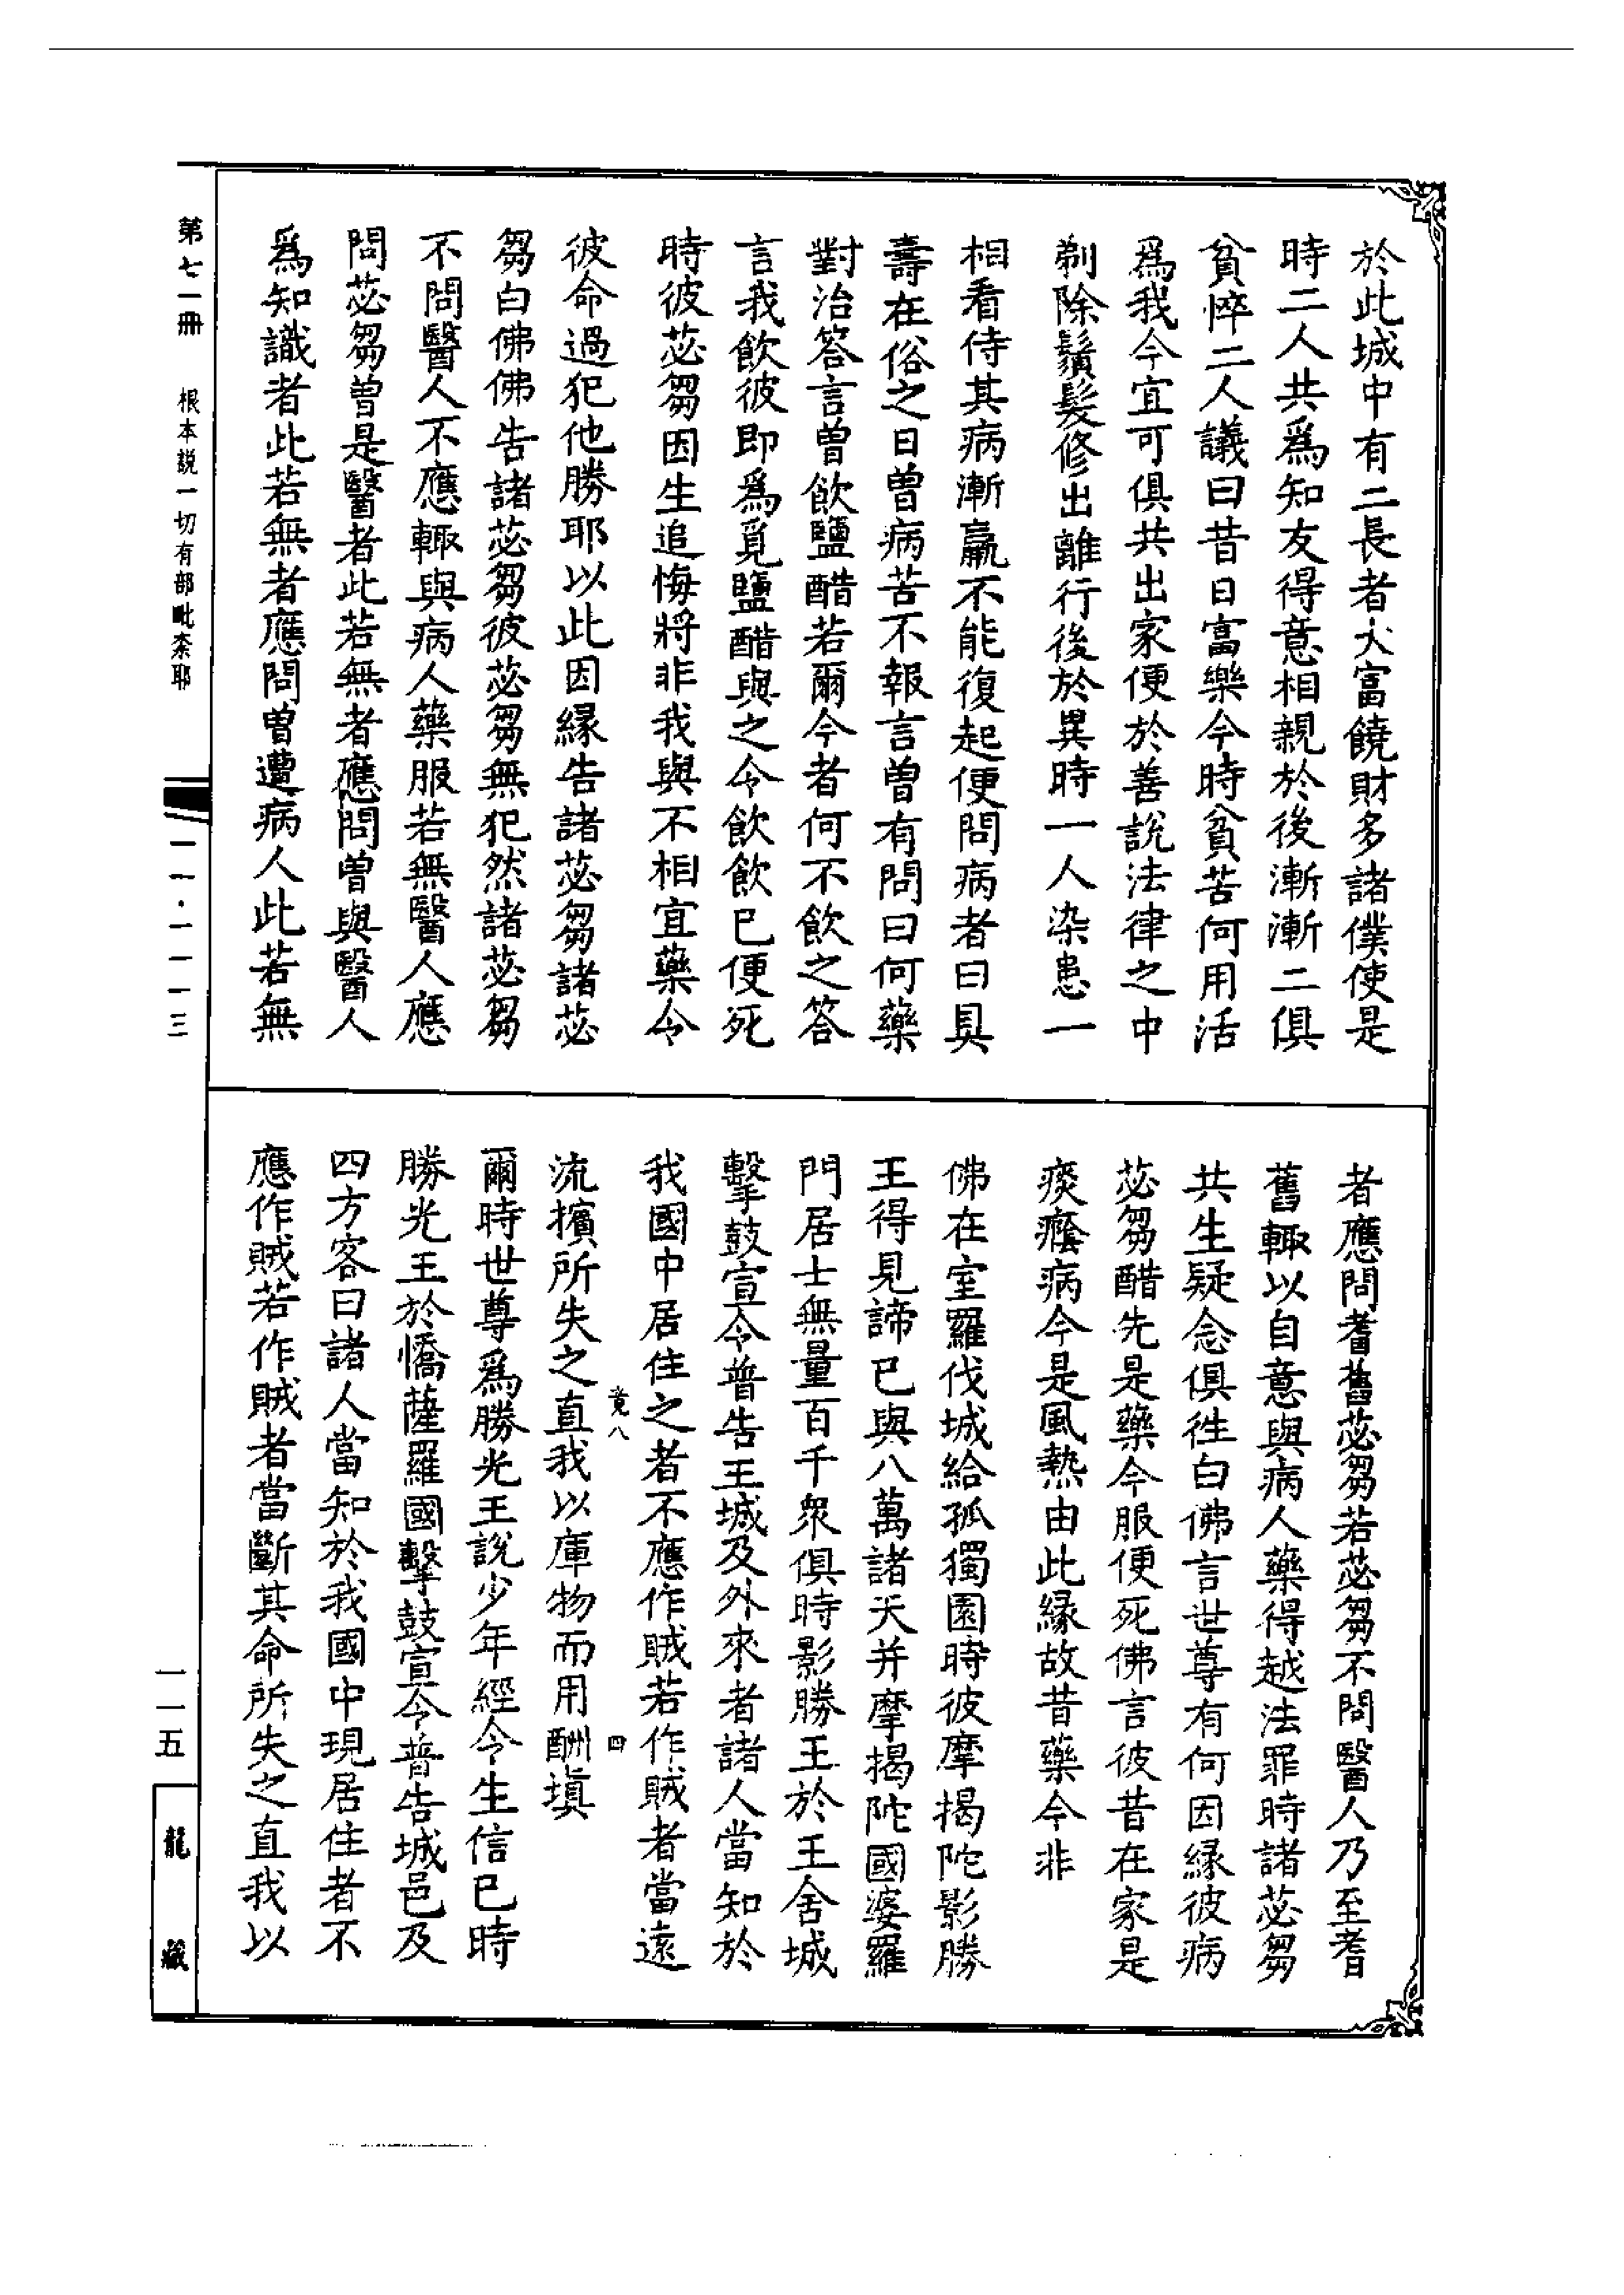 於此城中有二長者大富饒財多諸僕使是
時二人共爲知友得意相親於後漸漸二俱
貧悴二人議曰昔日富樂今時貧苦何用活
爲我今宜可俱共出家便於善說法律之中
剃除鬚髮修出離行後於異時一人染患一
相看侍其病漸羸不能復起便問病者曰具
壽在俗之日曾病苦不報言曾有問曰何藥
對治答言曾飲鹽醋若爾今者何不飲之答
言我飲彼即爲覓鹽醋與之令飲飲已便死
時彼苾芻因生追悔將非我與不相宜藥令
彼命過犯他勝耶以此因緣告諸苾芻諸苾
芻白佛佛告諸苾芻彼苾芻無犯然諸苾芻
不問醫人不應輙與病人藥服若無醫人應
問苾芻曾是醫者此若無者應問曾與醫人
爲知識者此若無者應問曾遭病人此若無
者應問耆舊苾芻若苾芻不問醫人乃至耆
舊輙以自意與病人藥得越法罪時諸苾芻
共生疑念俱徃白佛言世尊有何因緣彼病
苾芻醋先是藥今服便死佛言彼昔在家是
痰癊病今是風熱由此緣故昔藥今非
佛在室羅伐城給孤獨園時彼摩揭陀影勝
王得見諦已與八萬諸天并摩揭陀國婆羅
門居士無量百千衆俱時影勝王於王舍城
擊鼓宣令普告王城及外來者諸人當知於
我國中居住之者不應作賊若作賊者當遠
流擯所失之直我以庫物而用酬塡
竟八
四
爾時世尊爲勝光王說少年經令生信已時
勝光王於憍薩羅國擊鼓宣令普告城邑及
四方客曰諸人當知於我國中現居住者不
應作賊若作賊者當斷其命所失之直我以
第七一冊 根本説一切有部毗柰耶
一一·一一一三
一一五
龍藏